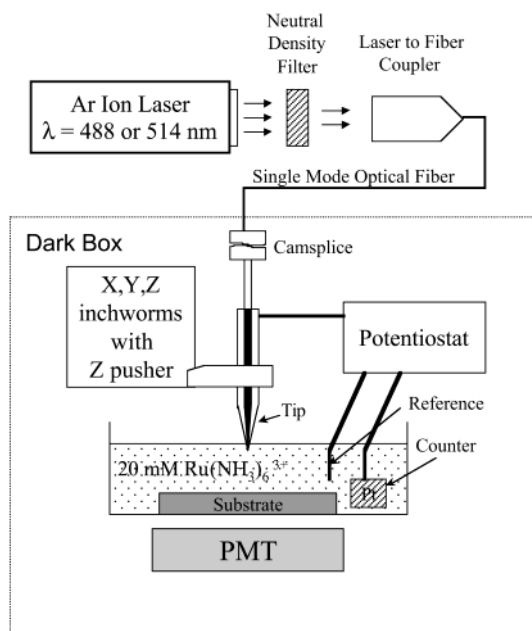 Neutral
Density
Filter
Laser to Fiber
Coupler
Ar Ion Laser
λ = 488 or 514 nm
Single Mode Optical Fiber
Dark Box
Camsplice
X,Y,Z
inchworms
with
Z pusher
Potentiostat
Tip
Reference
Counter
20 mM Ru(NH3)6 3+
Pt
Substrate
PMT